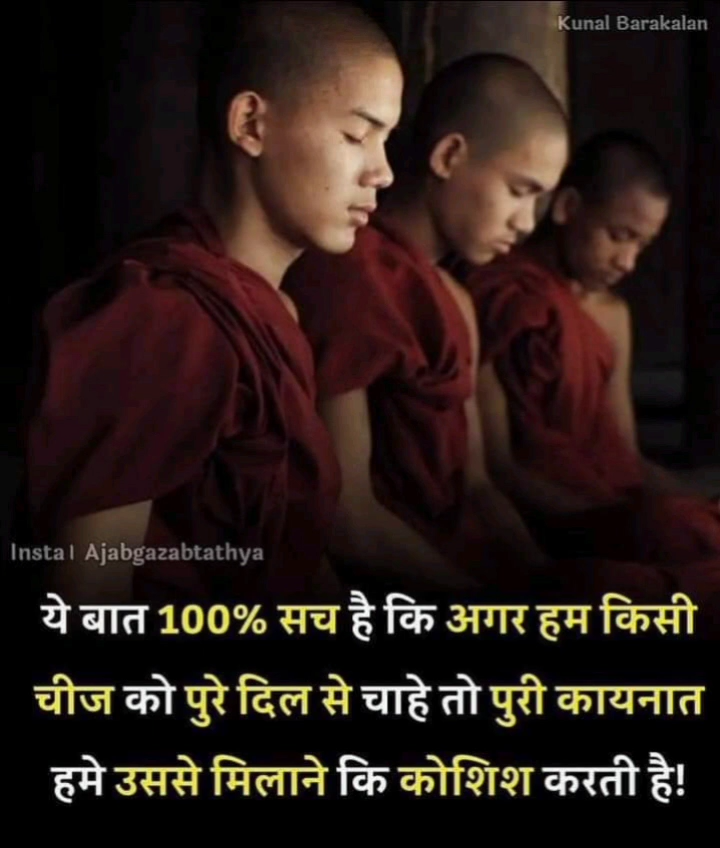 Kunal Barakalan
Insta। Ajabgazabtathya
ये बात 100% सच है कि अगर हम किसी
चीज को पुरे दिल से चाहे तो पुरी कायनात
हमे उससे मिलाने कि कोशिश करती है!